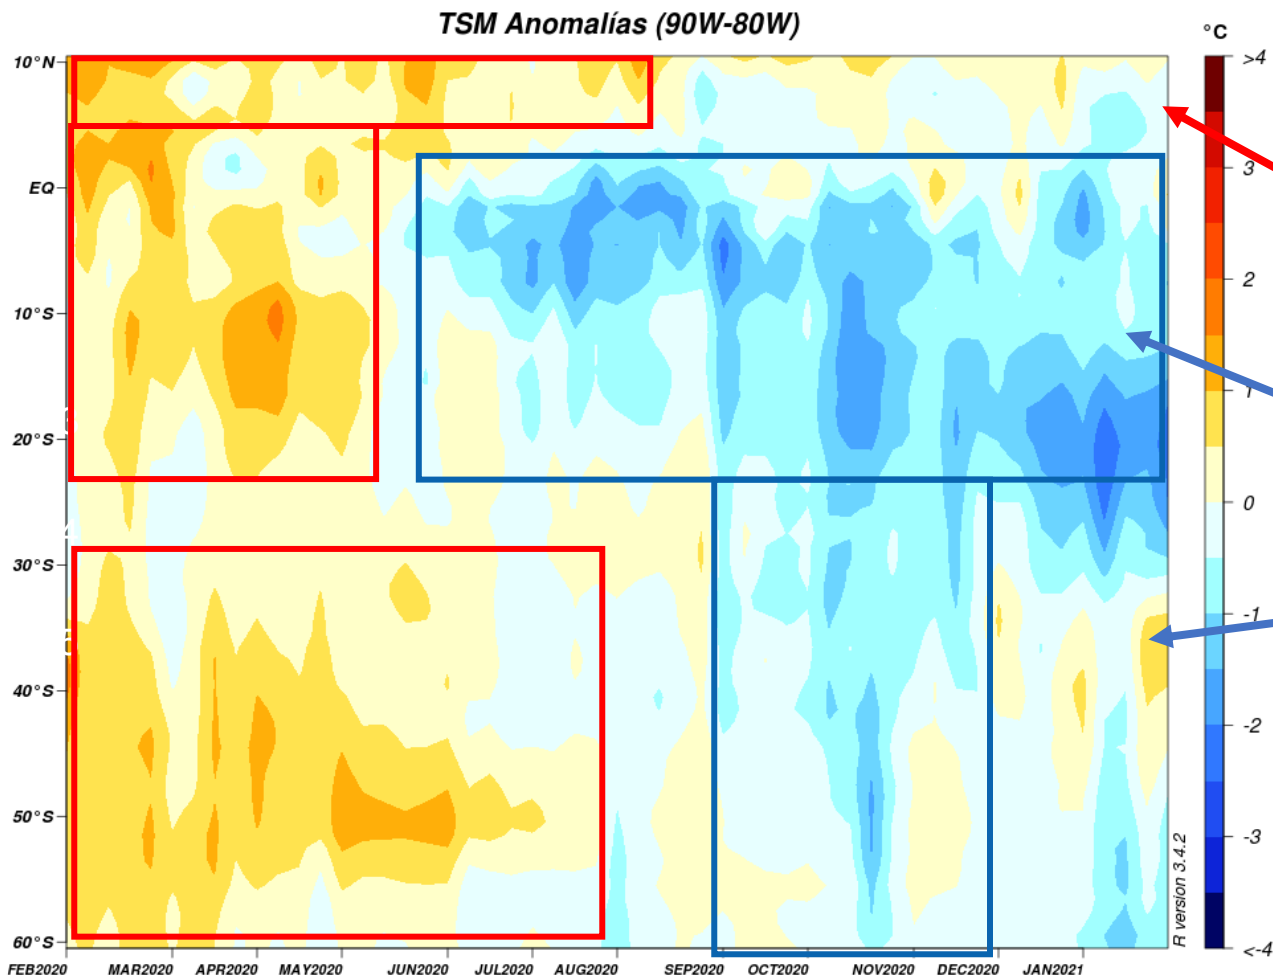 TSM Anomalías (90W-80W)
°C
10°N
EQ
10°S
20°S
30°S
40°S
50°S
60°S
FEB2020 MAR2020 APR2020 MAY2020 JUN2020 JUL2020 AUG2020 SEP2020 OCT2020 NOV2020 DEC2020 JAN2021
>4
3
2
1
0
-1
-2
-3
<-4
R version 3.4.2